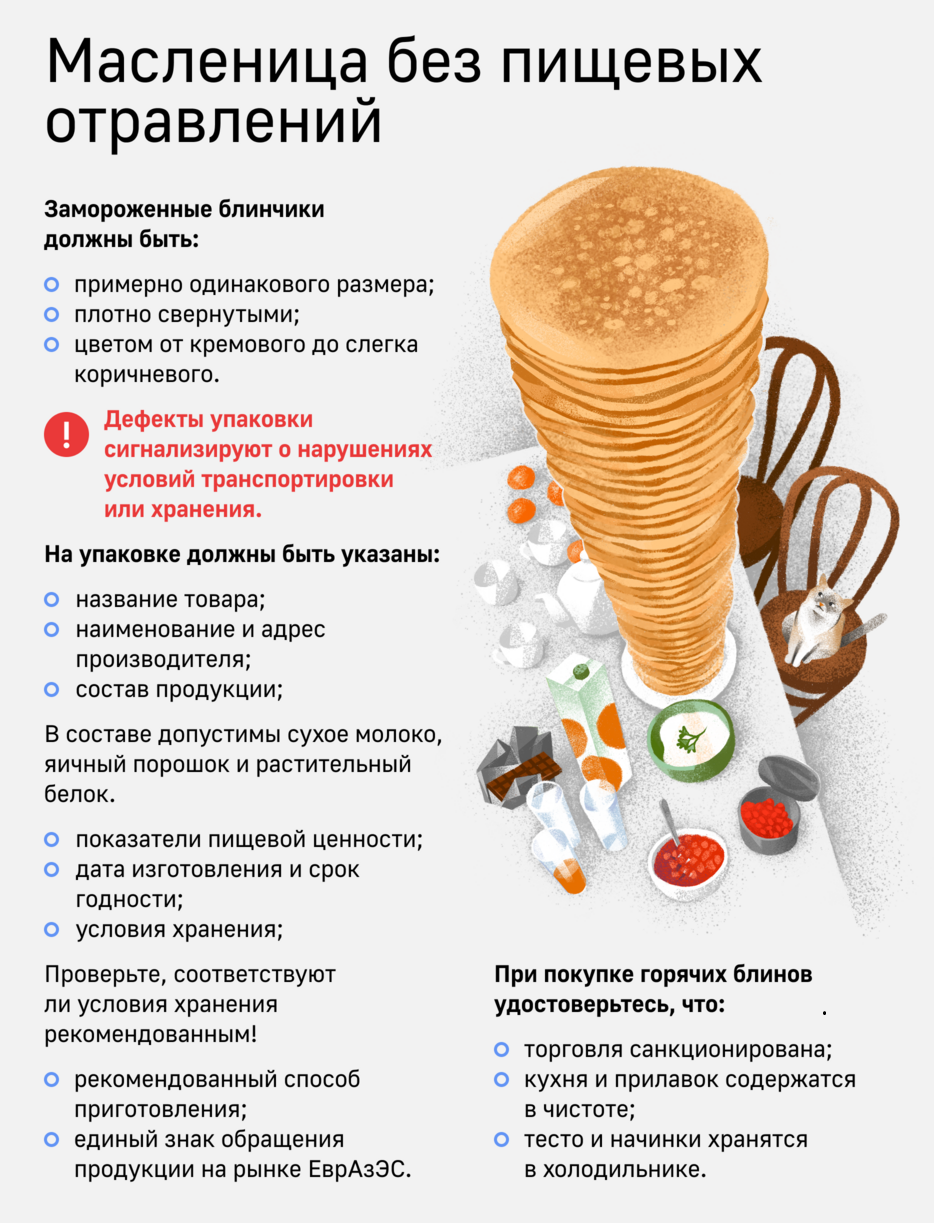 Масленица без пищевых
отравлений
Замороженные блинчики
должны быть:
примерно одинакового размера;
плотно свернутыми;
цветом от кремового до слегка
коричневого.
!
Дефекты упаковки
сигнализируют о нарушениях
условий транспортировки
или хранения.
На упаковке должны быть указаны:
название товара;
наименование и адрес
производителя;
состав продукции;
В составе допустимы сухое молоко,
яичный порошок и растительный
белок.
показатели пищевой ценности;
дата изготовления и срок
годности;
условия хранения;
Проверьте, соответствуют
ли условия хранения
рекомендованным!
рекомендованный способ
приготовления;
единый знак обращения
продукции на рынке ЕврАзЭС.
При покупке горячих блинов
удостоверьтесь, что:
торговля санкционирована;
кухня и прилавок содержатся
в чистоте;
тесто и начинки хранятся
в холодильнике.